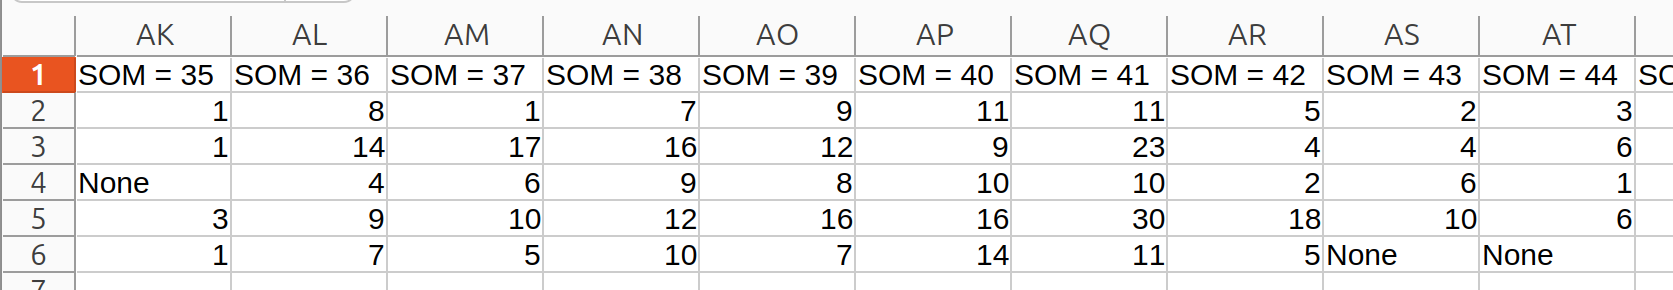 AK AL AM AN AO AP AQ AR AS AT
1 SOM = 35 SOM = 36 SOM = 37 SOM = 38 SOM = 39 SOM = 40 SOM = 41 SOM = 42 SOM = 43 SOM = 44 SO
2 1 8 1 7 9 11 11 5 2 3
3 1 14 17 16 12 9 23 4 4 6
4 None 4 6 9 8 10 10 2 6 1
5 3 9 10 12 16 16 30 18 10 6
6 1 7 5 10 7 14 11 5 None None
7